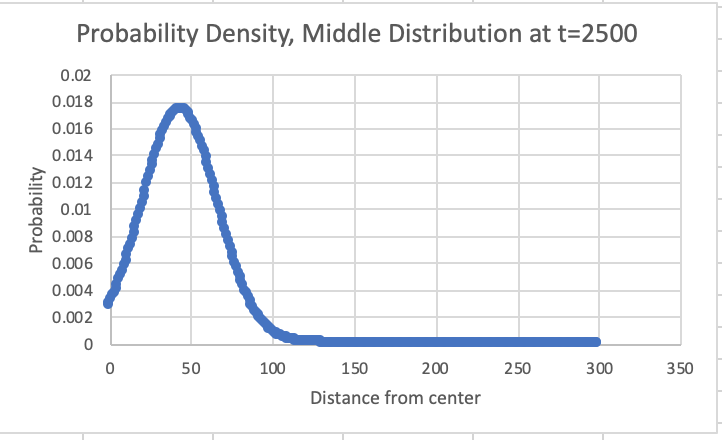 Probability Density, Middle Distribution at t=2500
0.02
0.018
0.016
0.014
0.012
0.01
0.008
0.006
0.004
0.002
0
Probability
0 50 100 150 200 250 300 350
Distance from center